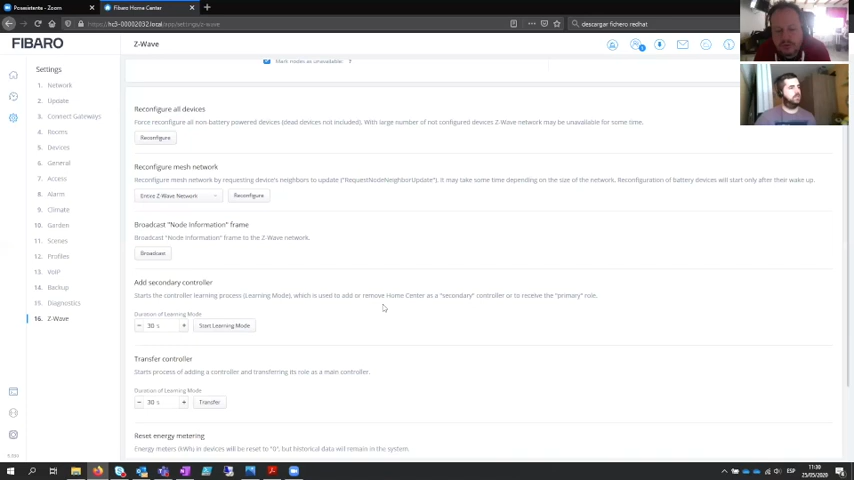 Posasistente - Zoom
Fibaro Home Center
https://hc3-00002032.local/app/settings/z-wave
descargar fichero redhat
FIBARO
Z-Wave
Settings
1. Network
2. Update
3. Connect Gateways
4. Rooms
5. Devices
6. General
7. Access
8. Alarm
9. Climate
10. Garden
11. Scenes
12. Profiles
13. VoIP
14. Backup
15. Diagnostics
16. Z-Wave
Mark nodes as unavailable ?
Reconfigure all devices
Force reconfigure all non battery powered devices (dead devices not included). With large number of not configured devices Z-Wave network may be unavailable for some time.
Reconfigure
Reconfigure mesh network
Reconfigure mesh network by requesting device's neighbors to update ("RequestNodeNeighborUpdate"), it may take some time depending on the size of the network. Reconfiguration of battery devices will start only after their wake up.
Entire Z-Wave Network
Reconfigure
Broadcast "Node Information" frame
Broadcast "Node Information" frame to the Z-Wave network.
Broadcast
Add secondary controller
Starts the controller learning process (Learning Mode), which is used to add or remove Home Center as a "secondary" controller or to receive the "primary" role.
Duration of Learning Mode
− 30 s +
Start Learning Mode
Transfer controller
Starts process of adding a controller and transferring its role as a main controller.
Duration of Learning Mode
− 30 s +
Transfer
Reset energy metering
Energy meters (kWh) in devices will be reset to "0", but historical data will remain in the system.
ESP
11:30
25/05/2020